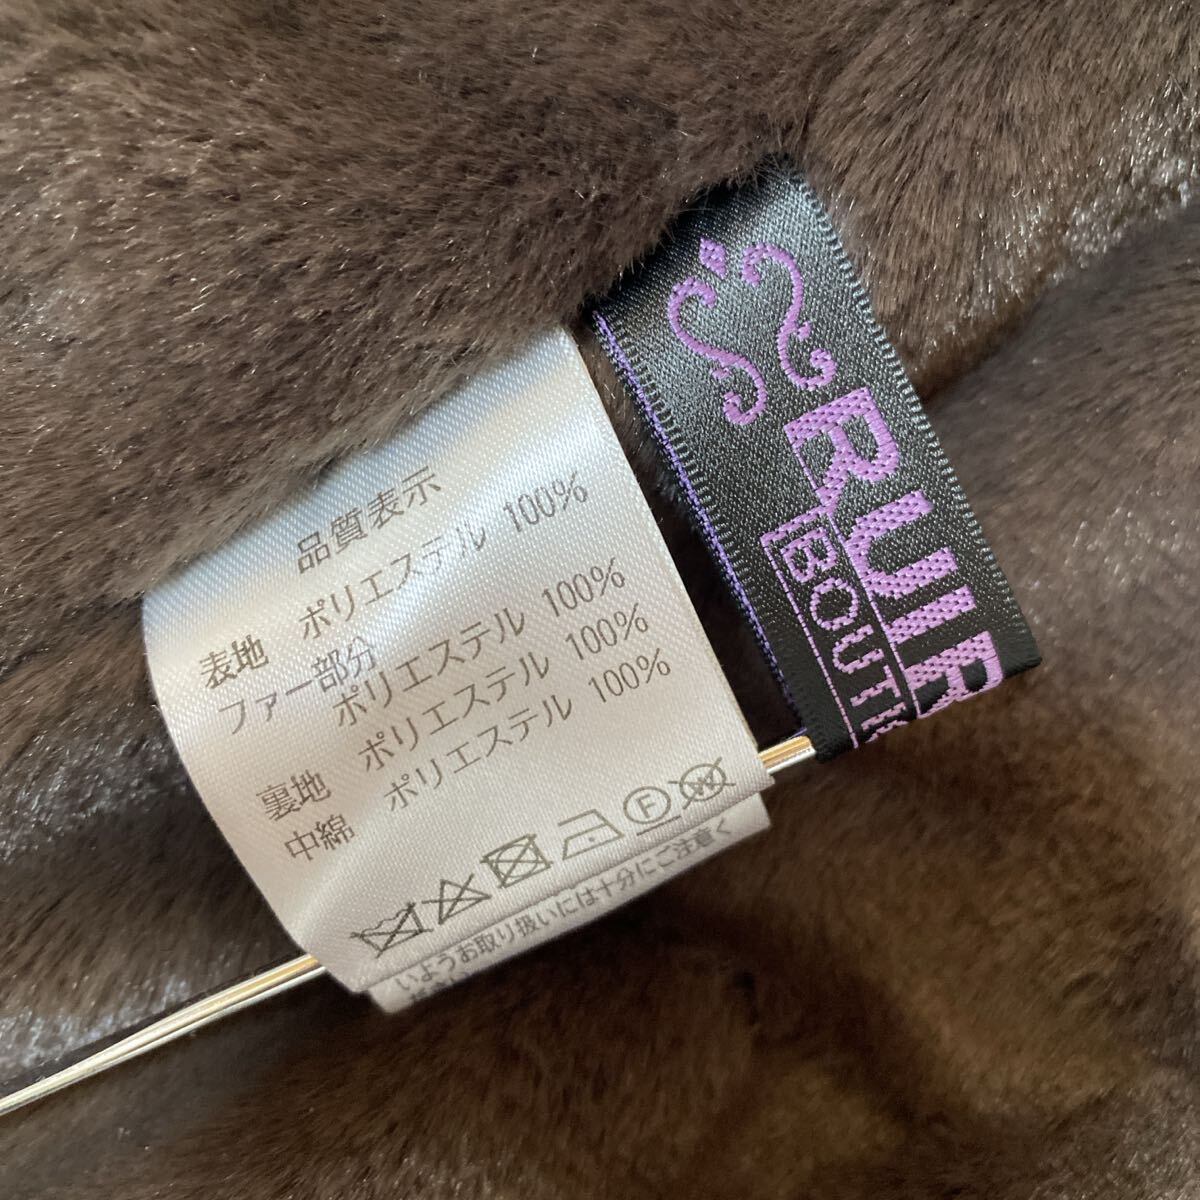 品質表示
表地 ポリエステル 100%
ファー部分
ポリエステル 100%
裏地 ポリエステル 100%
中綿 ポリエステル 100%
F
W
いようお取り扱いには十分にご注意く
RUIR
BOUTI